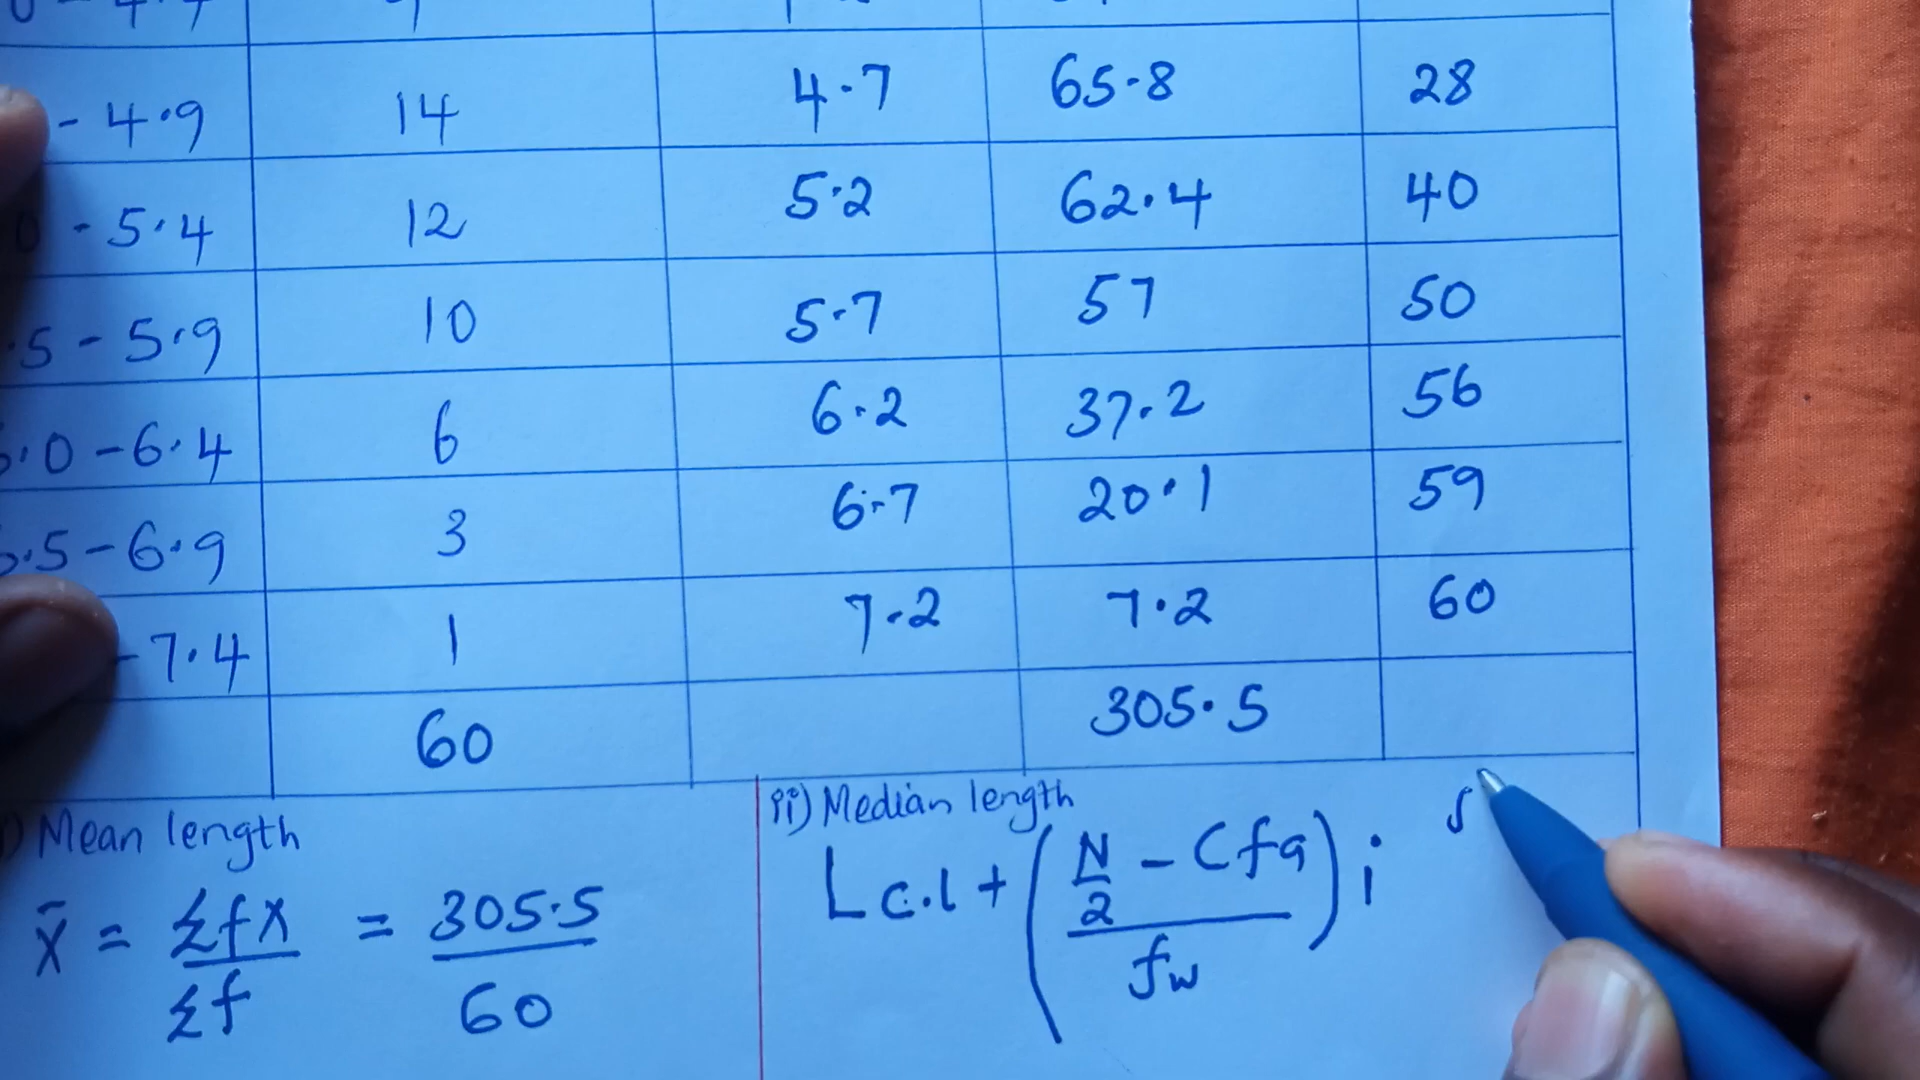 - 4.9 14 4.7 65.8 28
- 5.4 12 5.2 62.4 40
.5 - 5.9 10 5.7 57 50
.0 - 6.4 6 6.2 37.2 56
.5 - 6.9 3 6.7 20.1 59
- 7.4 1 7.2 7.2 60
60 305.5
) Mean length
x̄ = Σfx / Σf = 305.5 / 60
ii) Median length
Lc.l + (N/2 - Cfa / fw) i